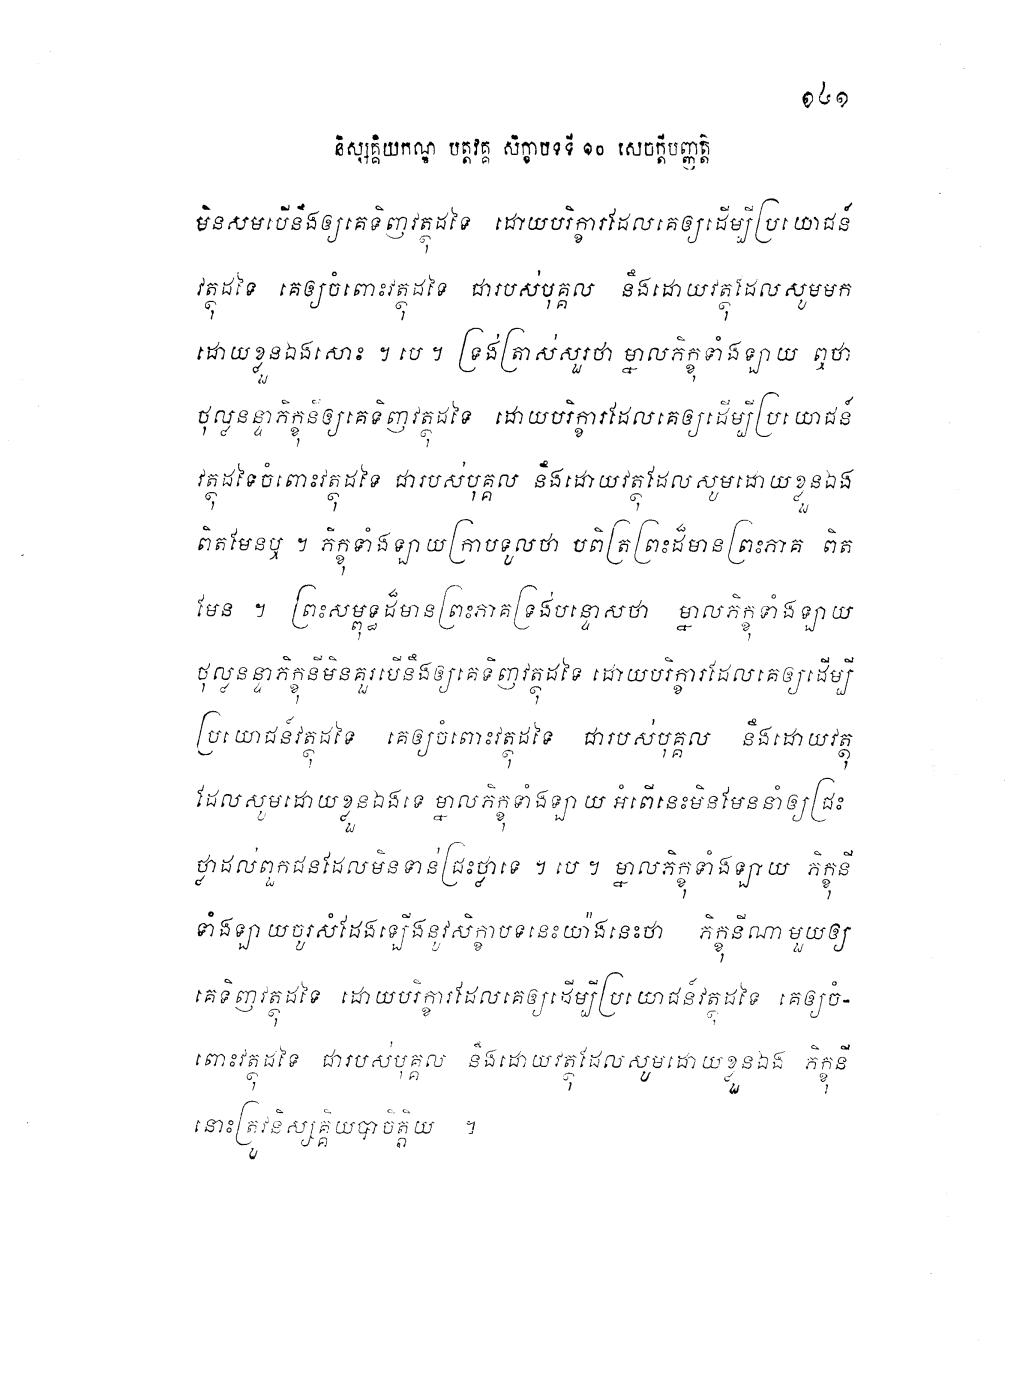 ១៤១
និស្សគ្គិយកណ្ឌ បត្តវគ្គ សិក្ខាបទទី ១០ សេចក្តីបញ្ញត្តិ
មិនសមបើនឹងឲ្យគេទិញវត្ថុដទៃ ដោយបរិក្ខារដែលគេឲ្យដើម្បីប្រយោជន៍
វត្ថុដទៃ គេឲ្យចំពោះវត្ថុដទៃ ជារបស់បុគ្គល នឹងដោយវត្ថុដែលសូមមក
ដោយខ្លួនឯងសោះ ។ បេ ។ ទ្រង់ត្រាស់សួរថា ម្នាលភិក្ខុទាំងឡាយ ឮថា
ថុល្លនន្ទាភិក្ខុនីឲ្យគេទិញវត្ថុដទៃ ដោយបរិក្ខារដែលគេឲ្យដើម្បីប្រយោជន៍
វត្ថុដទៃចំពោះវត្ថុដទៃ ជារបស់បុគ្គល នឹងដោយវត្ថុដែលសូមដោយខ្លួនឯង
ពិតមែនឬ ។ ភិក្ខុទាំងឡាយក្រាបទូលថា បពិត្រព្រះដ៏មានព្រះភាគ ពិត
មែន ។ ព្រះសម្ពុទ្ធដ៏មានព្រះភាគទ្រង់បន្ទោសថា ម្នាលភិក្ខុទាំងឡាយ
ថុល្លនន្ទាភិក្ខុនីមិនគួរបើនឹងឲ្យគេទិញវត្ថុដទៃ ដោយបរិក្ខារដែលគេឲ្យដើម្បី
ប្រយោជន៍វត្ថុដទៃ គេឲ្យចំពោះវត្ថុដទៃ ជារបស់បុគ្គល នឹងដោយវត្ថុ
ដែលសូមដោយខ្លួនឯងទេ ម្នាលភិក្ខុទាំងឡាយ អំពើនេះមិនមែននាំឲ្យជ្រះ
ថ្លាដល់ពួកជនដែលមិនទាន់ជ្រះថ្លាទេ ។ បេ ។ ម្នាលភិក្ខុទាំងឡាយ ភិក្ខុនី
ទាំងឡាយចូរសំដែងឡើងនូវសិក្ខាបទនេះយ៉ាងនេះថា ភិក្ខុនីណាមួយឲ្យ
គេទិញវត្ថុដទៃ ដោយបរិក្ខារដែលគេឲ្យដើម្បីប្រយោជន៍វត្ថុដទៃ គេឲ្យចំ-
ពោះវត្ថុដទៃ ជារបស់បុគ្គល នឹងដោយវត្ថុដែលសូមដោយខ្លួនឯង ភិក្ខុនី
នោះត្រូវនិស្សគ្គិយបាចិត្តិយ ។